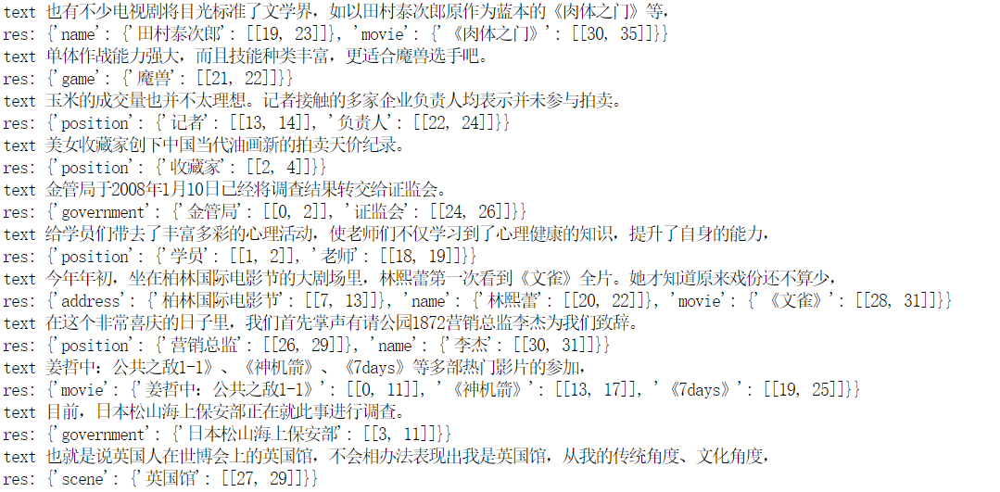 text 也有不少电视剧将目光标准了文学界，如以田村泰次郎原作为蓝本的《肉体之门》等，
res: {'name': {'田村泰次郎': [[19, 23]]}, 'movie': {'《肉体之门》': [[30, 35]]}}
text 单体作战能力强大，而且技能种类丰富，更适合魔兽选手吧。
res: {'game': {'魔兽': [[21, 22]]}}
text 玉米的成交量也并不太理想。记者接触的多家企业负责人均表示并未参与拍卖。
res: {'position': {'记者': [[13, 14]], '负责人': [[22, 24]]}}
text 美女收藏家创下中国当代油画新的拍卖天价纪录。
res: {'position': {'收藏家': [[2, 4]]}}
text 金管局于2008年1月10日已经将调查结果转交给证监会。
res: {'government': {'金管局': [[0, 2]], '证监会': [[24, 26]]}}
text 给学员们带去了丰富多彩的心理活动，使老师们不仅学习到了心理健康的知识，提升了自身的能力，
res: {'position': {'学员': [[1, 2]], '老师': [[18, 19]]}}
text 今年年初，坐在柏林国际电影节的大剧场里，林熙蕾第一次看到《文雀》全片。她才知道原来戏份还不算少，
res: {'address': {'柏林国际电影节': [[7, 13]]}, 'name': {'林熙蕾': [[20, 22]]}, 'movie': {'《文雀》': [[28, 31]]}}
text 在这个非常喜庆的日子里，我们首先掌声有请公园1872营销总监李杰为我们致辞。
res: {'position': {'营销总监': [[26, 29]]}, 'name': {'李杰': [[30, 31]]}}
text 姜哲中：公共之敌1-1》、《神机箭》、《7days》等多部热门影片的参加，
res: {'movie': {'姜哲中：公共之敌1-1》': [[0, 11]], '《神机箭》': [[13, 17]], '《7days》': [[19, 25]]}}
text 目前，日本松山海上保安部正在就此事进行调查。
res: {'government': {'日本松山海上保安部': [[3, 11]]}}
text 也就是说英国人在世博会上的英国馆，不会相办法表现出我是英国馆，从我的传统角度、文化角度，
res: {'scene': {'英国馆': [[27, 29]]}}